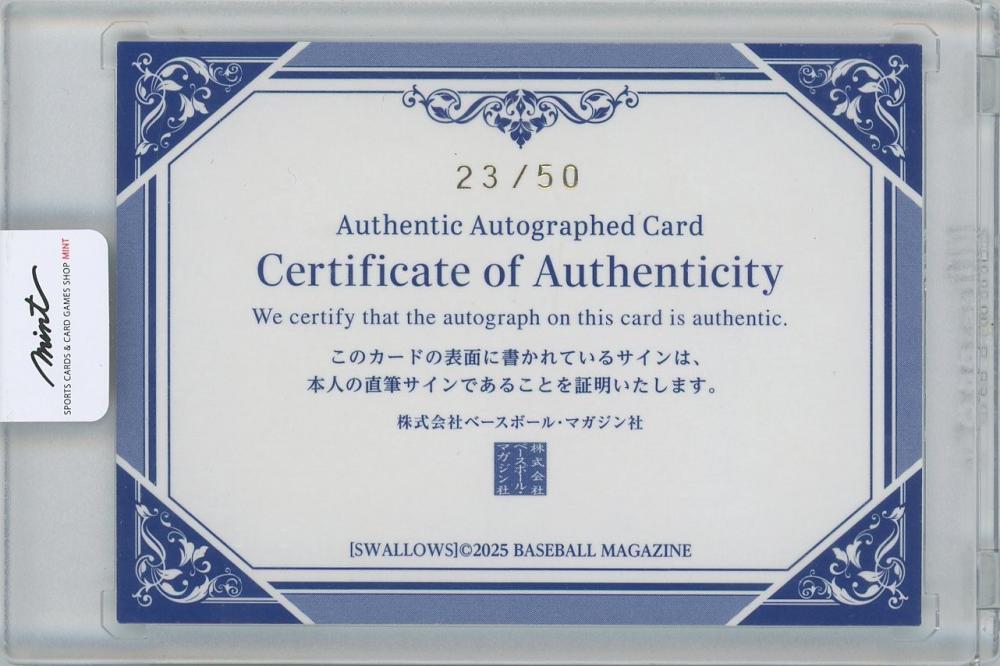 23/50
Authentic Autographed Card
Certificate of Authenticity
We certify that the autograph on this card is authentic.
このカードの表面に書かれているサインは、
本人の直筆サインであることを証明いたします。
株式会社ベースボール・マガジン社
株式会社
ベースボール・
マガジン社
[SWALLOWS]©2025 BASEBALL MAGAZINE
mint
SPORTS CARDS & CARD GAMES SHOP MINT